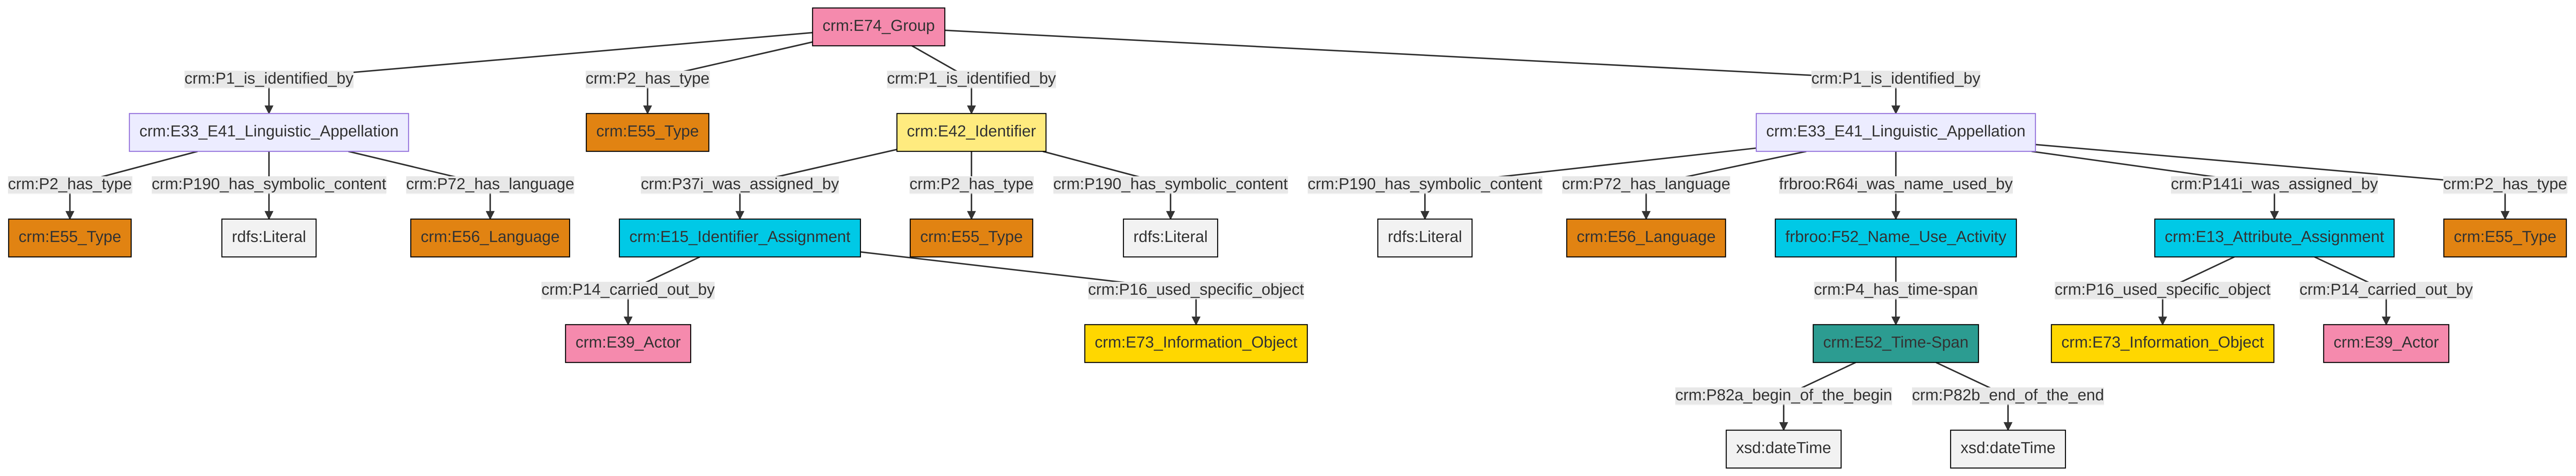 crm:E74_Group
crm:P1_is_identified_by
crm:P2_has_type
crm:P1_is_identified_by
crm:P1_is_identified_by
crm:E33_E41_Linguistic_Appellation
crm:E55_Type
crm:E42_Identifier
crm:E33_E41_Linguistic_Appellation
crm:P2_has_type
crm:P190_has_symbolic_content
crm:P72_has_language
crm:P37i_was_assigned_by
crm:P2_has_type
crm:P190_has_symbolic_content
crm:P190_has_symbolic_content
crm:P72_has_language
frbroo:R64i_was_name_used_by
crm:P141i_was_assigned_by
crm:P2_has_type
crm:E55_Type
rdfs:Literal
crm:E56_Language
crm:E15_Identifier_Assignment
crm:E55_Type
rdfs:Literal
rdfs:Literal
crm:E56_Language
frbroo:F52_Name_Use_Activity
crm:E13_Attribute_Assignment
crm:E55_Type
crm:P14_carried_out_by
crm:P16_used_specific_object
crm:P4_has_time-span
crm:P16_used_specific_object
crm:P14_carried_out_by
crm:E39_Actor
crm:E73_Information_Object
crm:E52_Time-Span
crm:E73_Information_Object
crm:E39_Actor
crm:P82a_begin_of_the_begin
crm:P82b_end_of_the_end
xsd:dateTime
xsd:dateTime